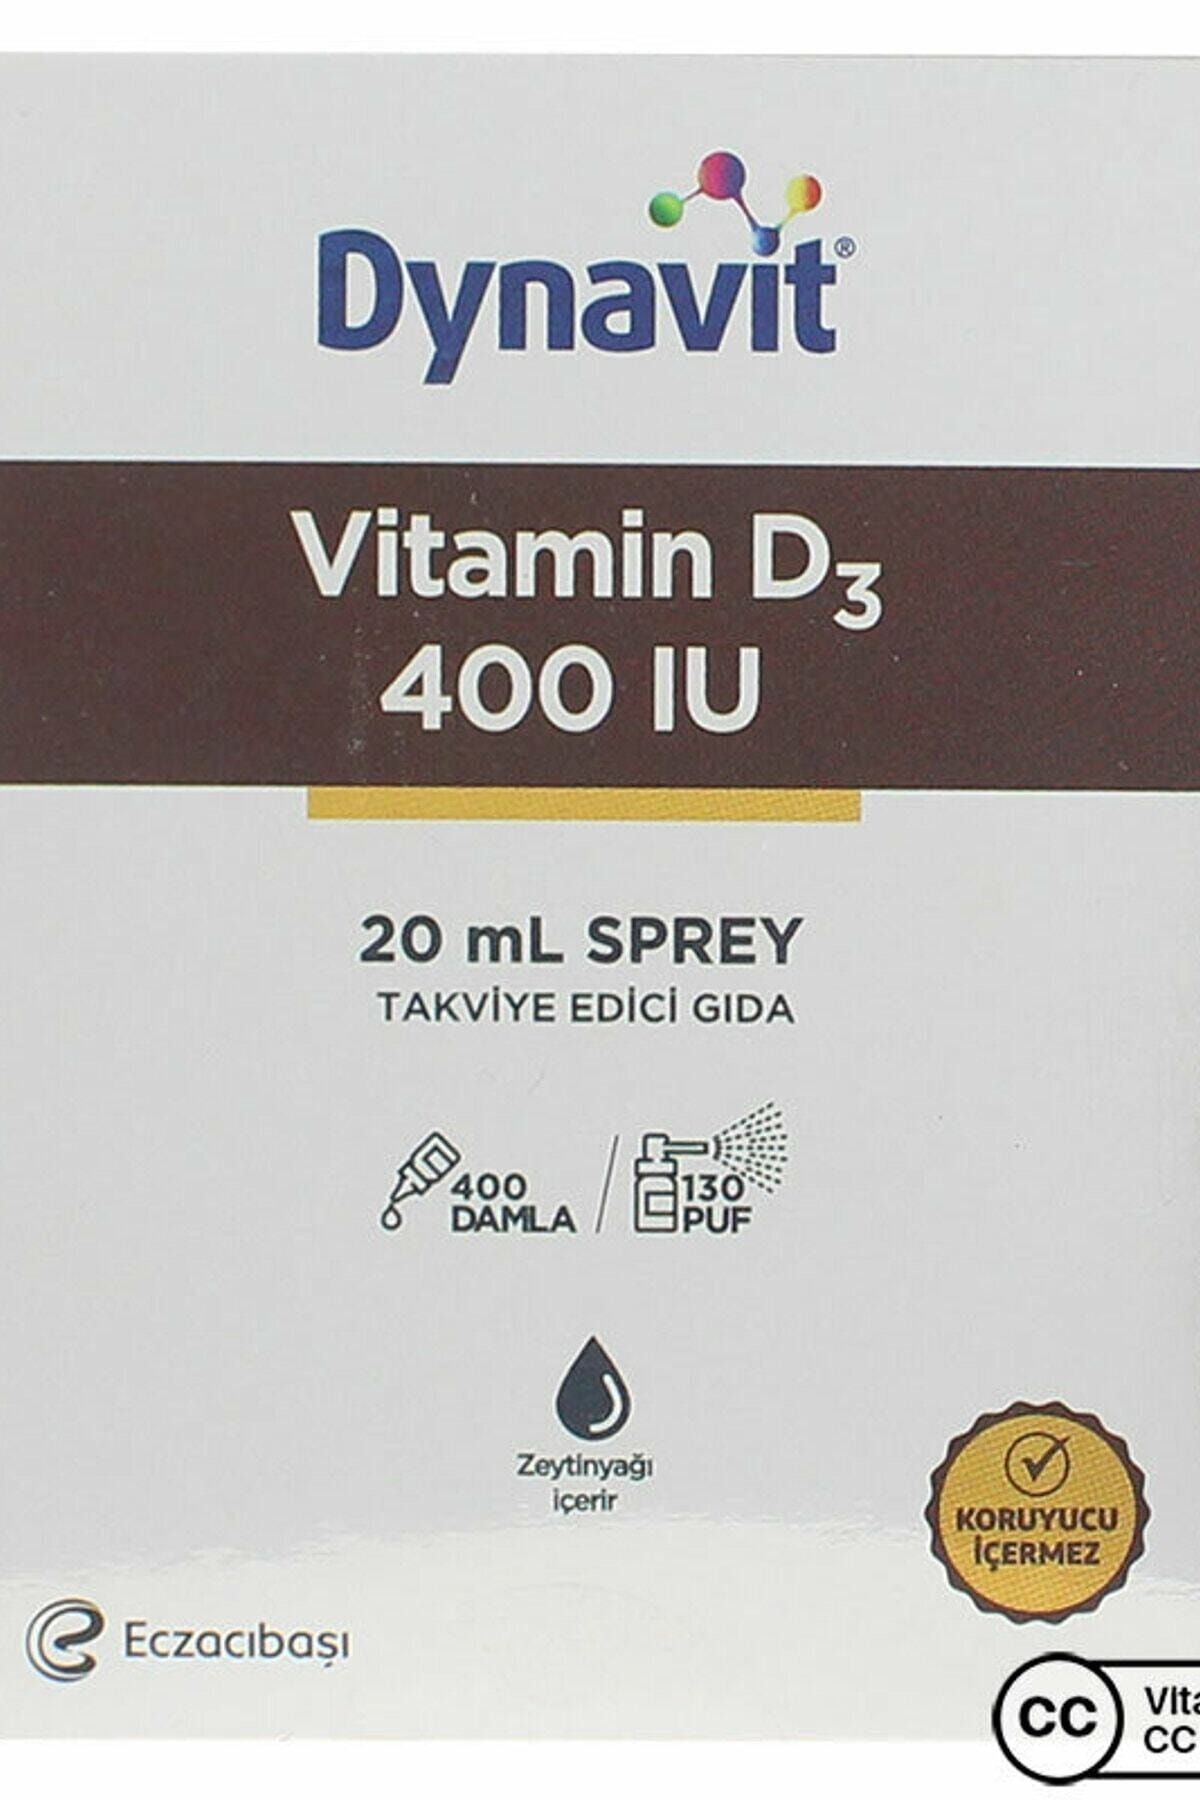 Dynavit®
Vitamin D3
400 IU
20 mL SPREY
TAKVİYE EDİCİ GIDA
400
DAMLA
130
PUF
Zeytinyağı
içerir
KORUYUCU
İÇERMEZ
Eczacıbaşı
CC
CC